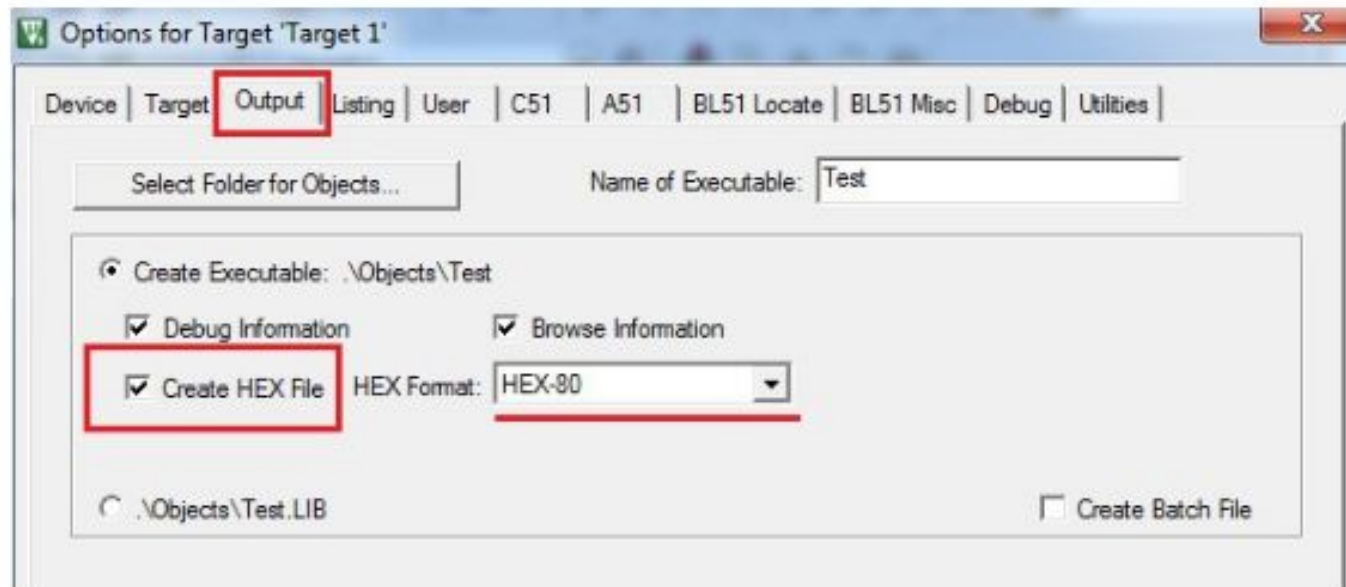 Options for Target 'Target 1'
Device | Target | Output | Listing | User | C51 | A51 | BL51 Locate | BL51 Misc | Debug | Utilities |
Select Folder for Objects... Name of Executable: Test
Create Executable: .\Objects\Test
Debug Information Browse Information
Create HEX File HEX Format: HEX-80
.\Objects\Test.LIB Create Batch File